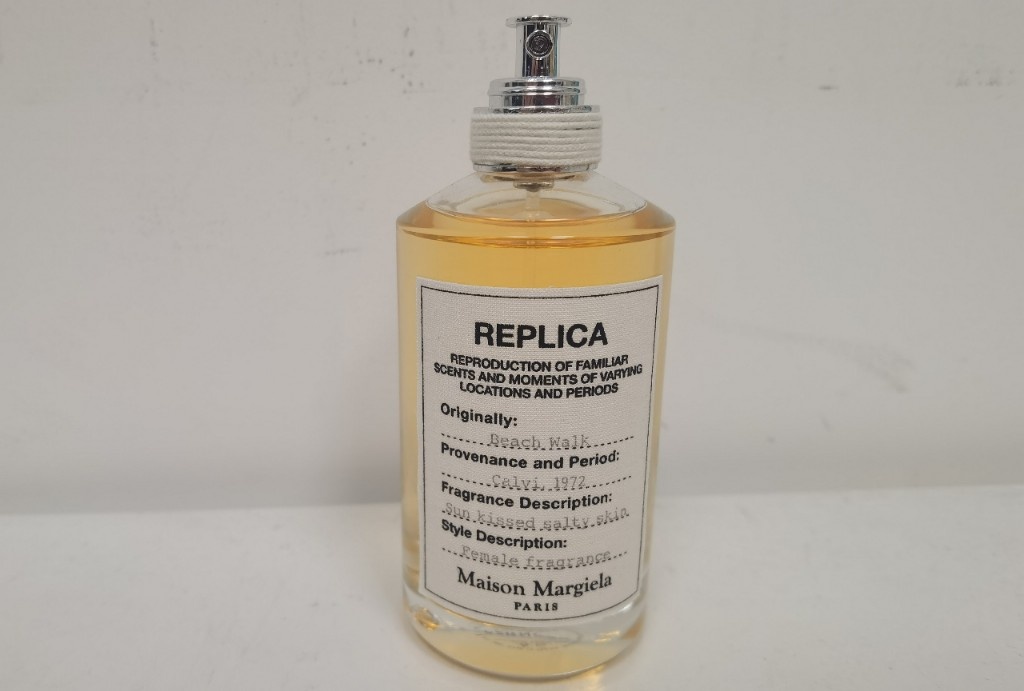 REPLICA
REPRODUCTION OF FAMILIAR
SCENTS AND MOMENTS OF VARYING
LOCATIONS AND PERIODS
Originally:
Beach Walk
Provenance and Period:
Calvi, 1972
Fragrance Description:
Sun kissed salty skin
Style Description:
Female fragrance
Maison Margiela
PARIS